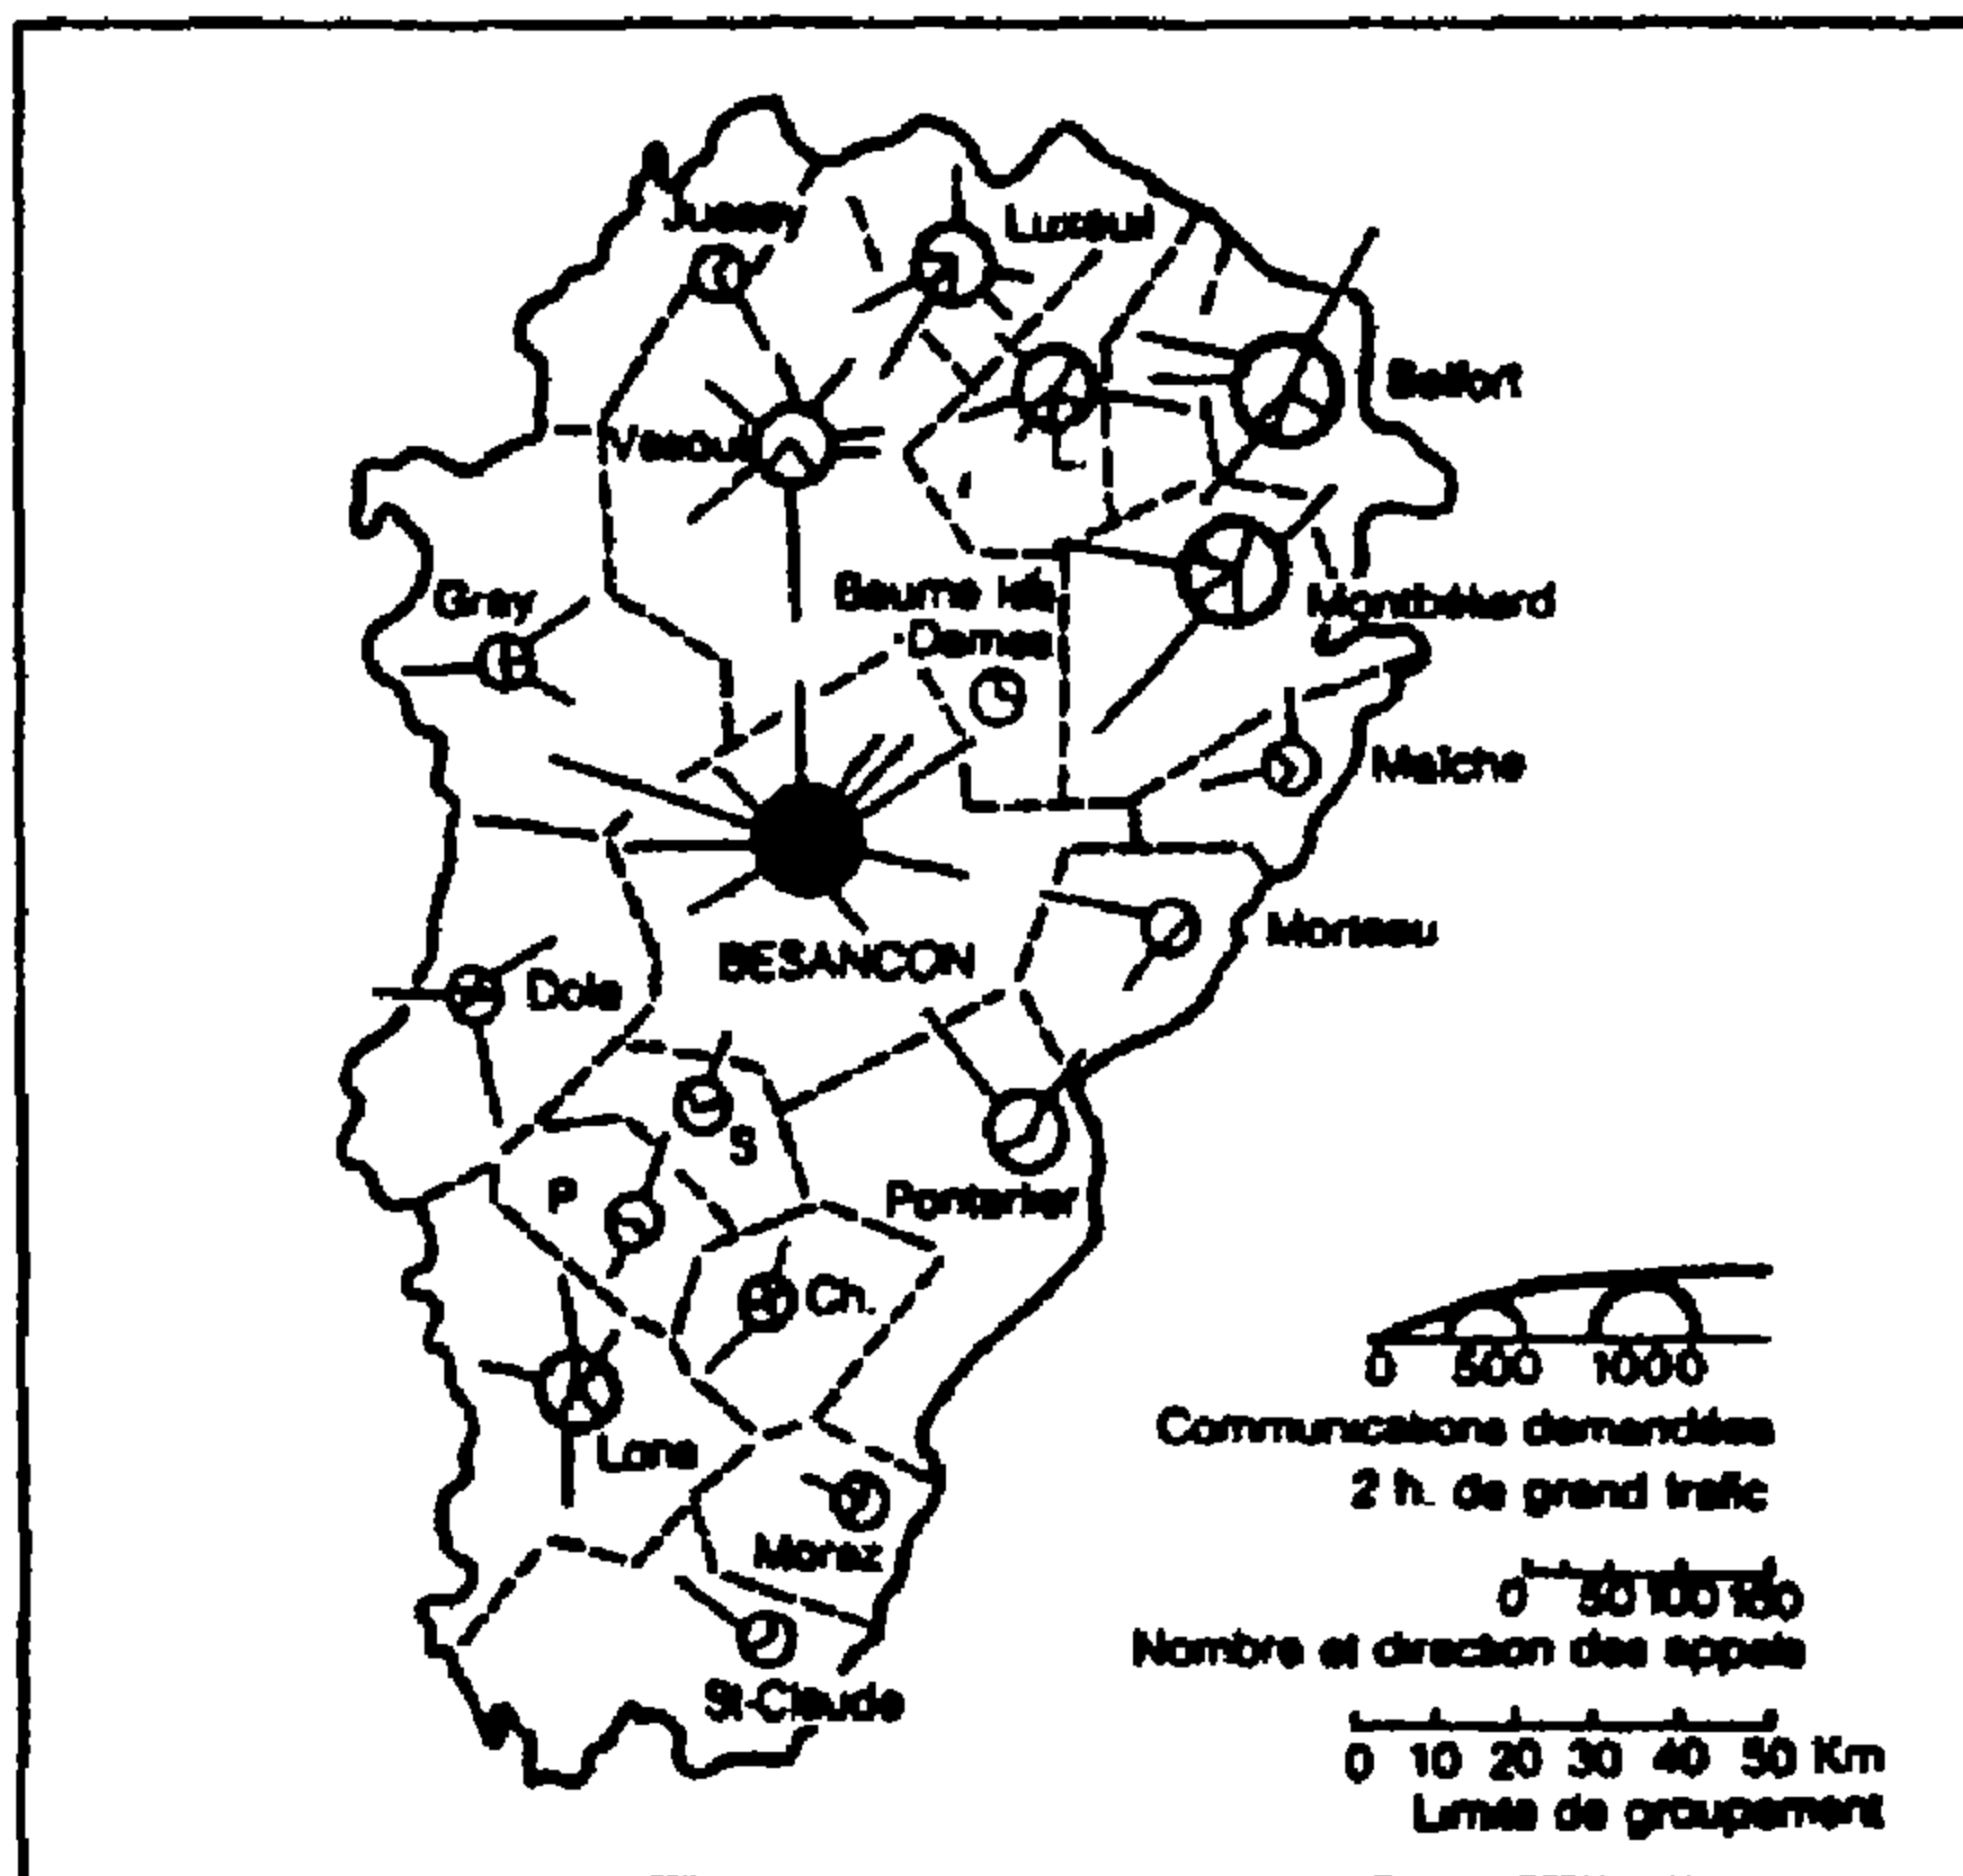 Jussey
Luxeuil
Belfort
Vesoul
L
Gray
Baume les
Dames
Montbéliard
Maîche
BESANCON
Morteau
Dole
S
P
Pontarlier
Ch.
Lons
Morez
St-Claude
0 500 1000
Communications demandées
2 h. de grand trafic
0 50 100 150
Nombre et direction des appels
0 10 20 30 40 50 Km
Limite de groupement